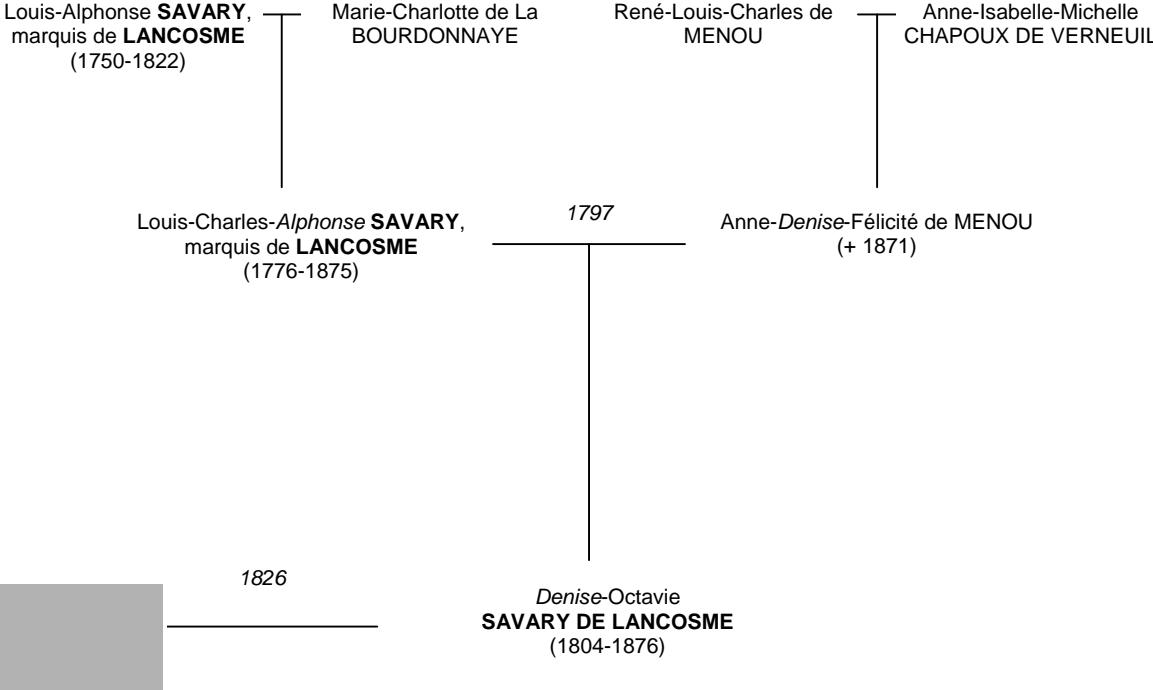 Louis-Alphonse SAVARY,
marquis de LANCOSME
(1750-1822)
Marie-Charlotte de La
BOURDONNAYE
René-Louis-Charles de
MENOU
Anne-Isabelle-Michelle
CHAPOUX DE VERNEUIL
Louis-Charles-Alphonse SAVARY,
marquis de LANCOSME
(1776-1875)
1797
Anne-Denise-Félicité de MENOU
(+ 1871)
1826
Denise-Octavie
SAVARY DE LANCOSME
(1804-1876)